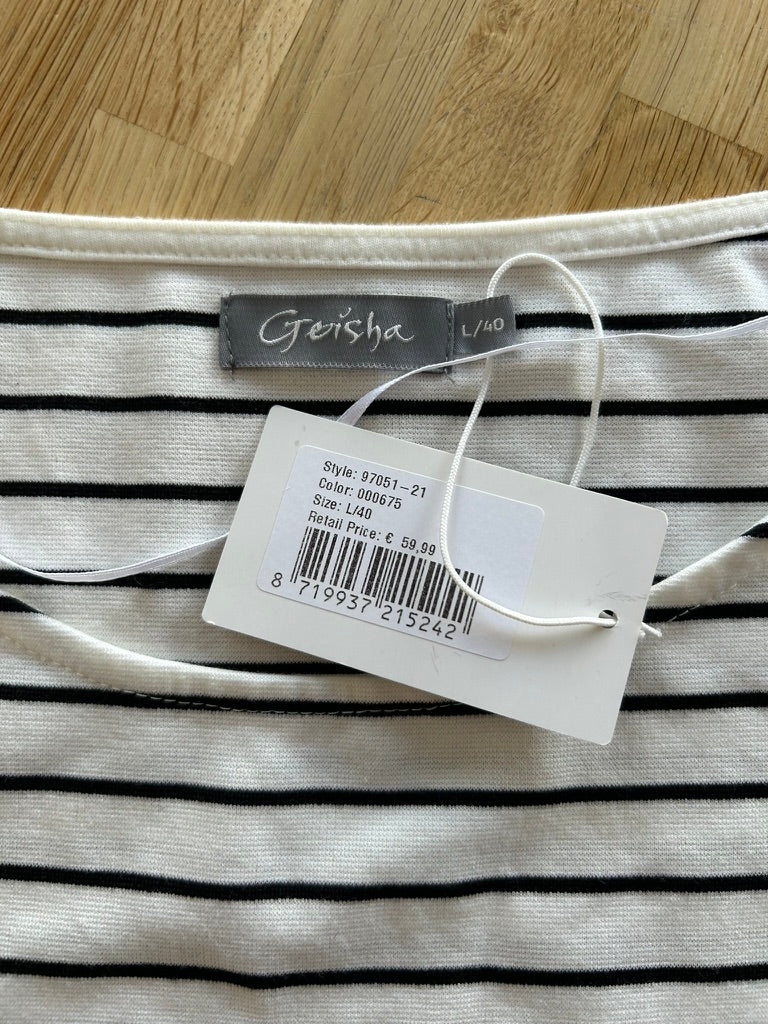 Geisha
L/40
Style: 97051-21
Color: 000675
Size: L/40
Retail Price: € 59,99
8 719937 215242